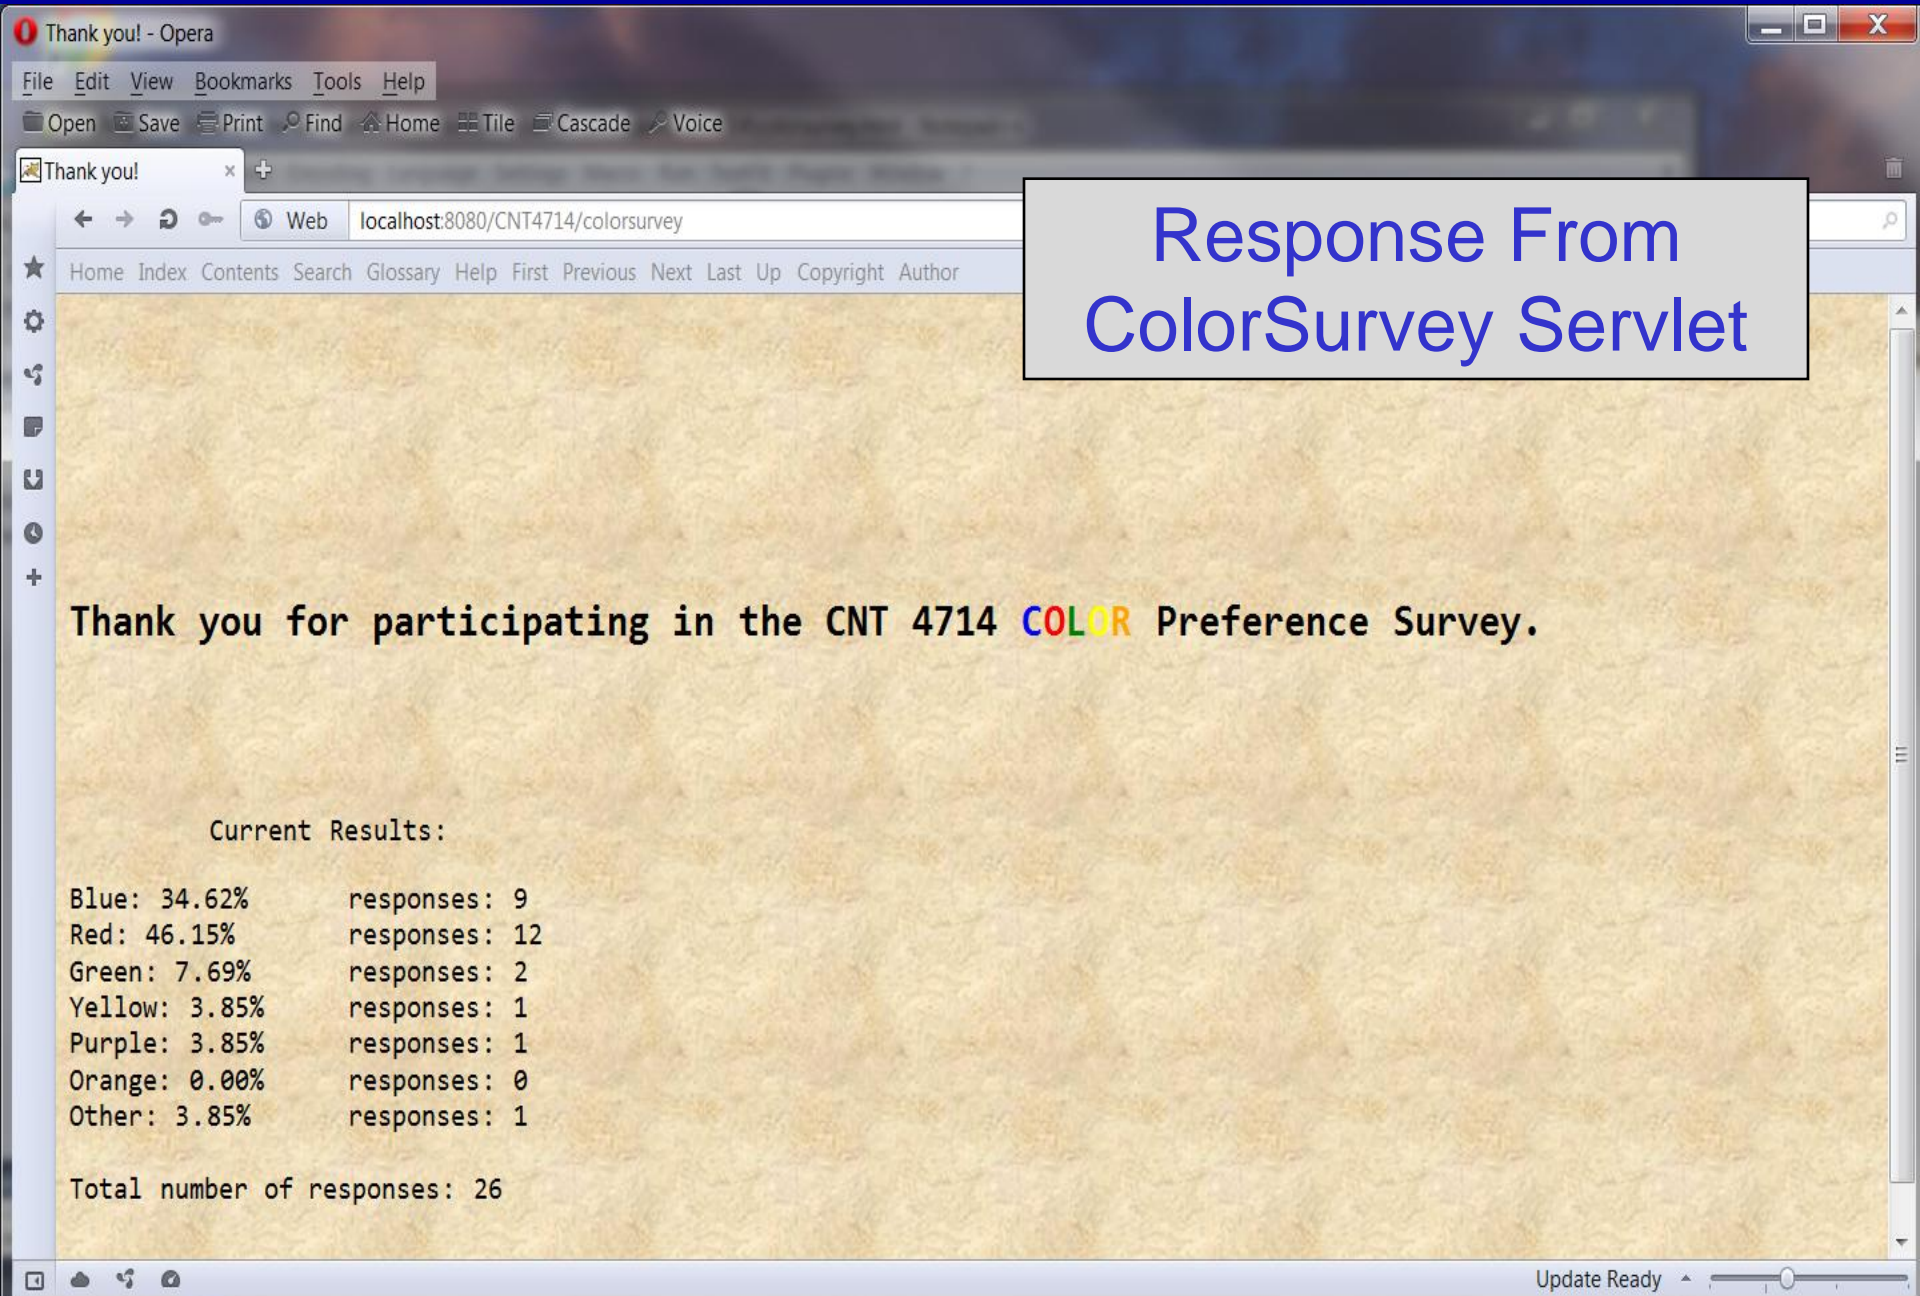 Thank you! - Opera
X
File Edit View Bookmarks Tools Help
Open Save Print Find Home Tile Cascade Voice
Thank you! × +
Web localhost:8080/CNT4714/colorsurvey
Response From
ColorSurvey Servlet
Home Index Contents Search Glossary Help First Previous Next Last Up Copyright Author
Thank you for participating in the CNT 4714 COLOR Preference Survey.
Current Results:
Blue: 34.62% responses: 9
Red: 46.15% responses: 12
Green: 7.69% responses: 2
Yellow: 3.85% responses: 1
Purple: 3.85% responses: 1
Orange: 0.00% responses: 0
Other: 3.85% responses: 1
Total number of responses: 26
Update Ready